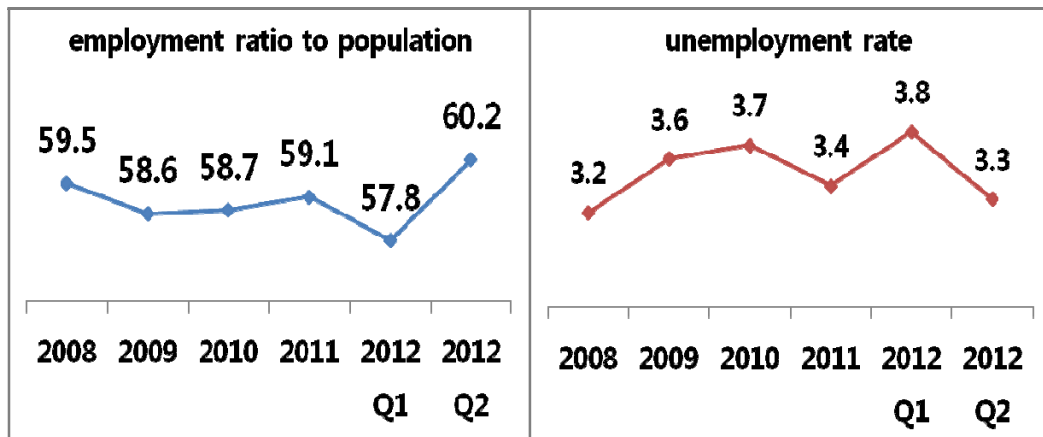 employment ratio to population
59.5
58.6
58.7
59.1
57.8
60.2
2008 2009 2010 2011 2012 2012
Q1 Q2
unemployment rate
3.2
3.6
3.7
3.4
3.8
3.3
2008 2009 2010 2011 2012 2012
Q1 Q2